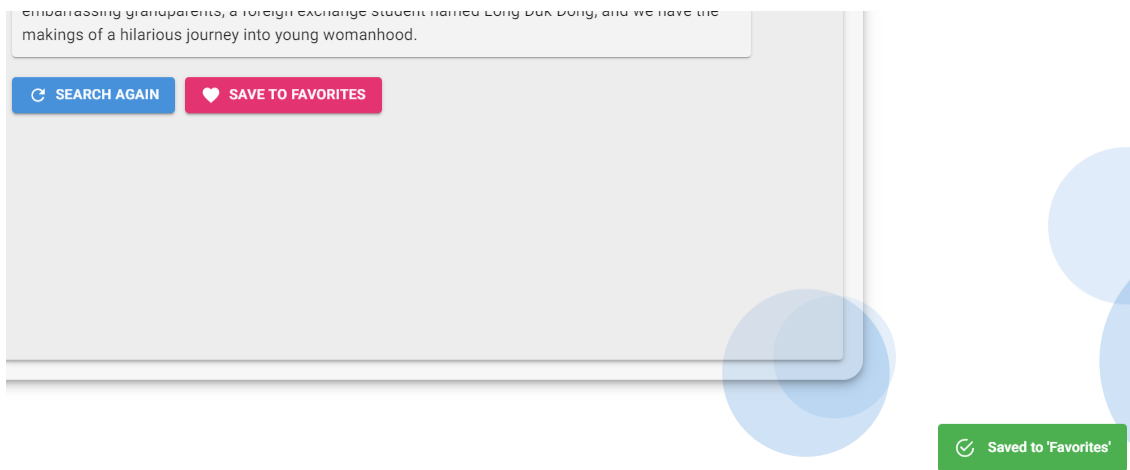 embarrassing grandparents, a foreign exchange student named Long Duk Dong, and we have the
makings of a hilarious journey into young womanhood.
SEARCH AGAIN
SAVE TO FAVORITES
Saved to 'Favorites'